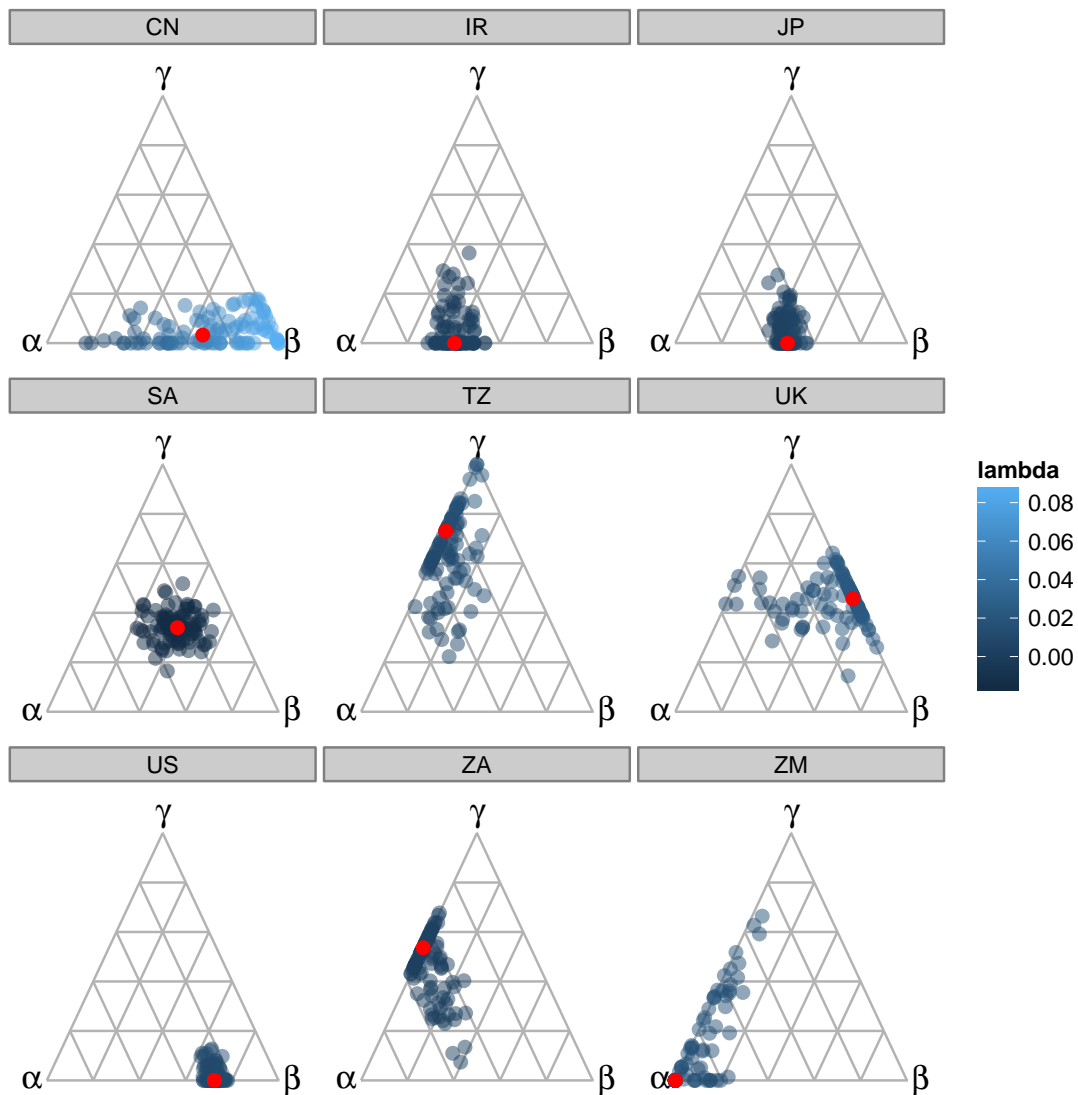 CN IR JP
γ γ γ
α β α β α β
SA TZ UK
γ γ γ
α β α β α β
lambda
0.08
0.06
0.04
0.02
0.00
US ZA ZM
γ γ γ
α β α β α β